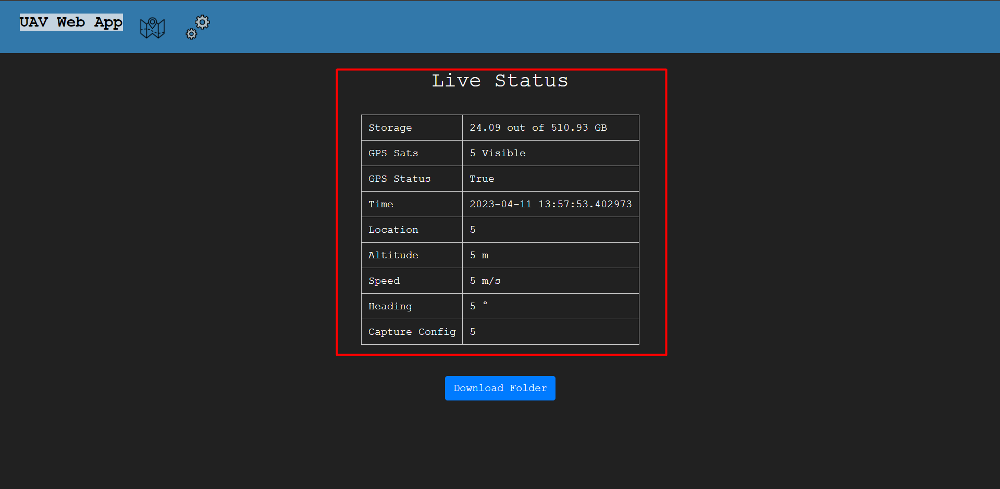 UAV Web App
Live Status
Storage 24.09 out of 510.93 GB
GPS Sats 5 Visible
GPS Status True
Time 2023-04-11 13:57:53.402973
Location 5
Altitude 5 m
Speed 5 m/s
Heading 5 °
Capture Config 5
Download Folder